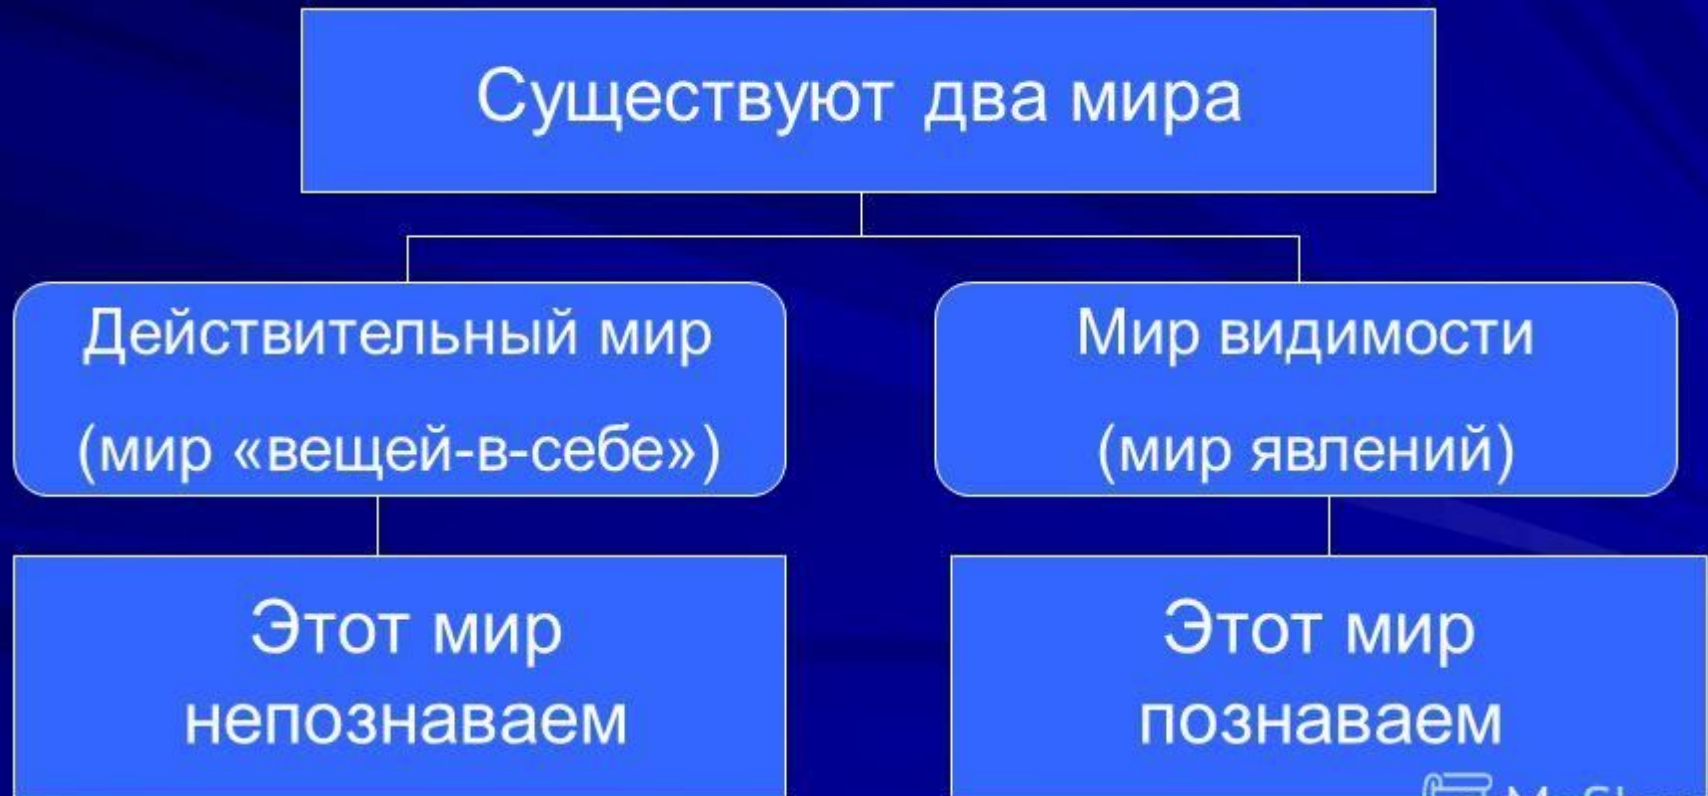 Существуют два мира
Действительный мир
(мир «вещей-в-себе»)
Мир видимости
(мир явлений)
Этот мир
непознаваем
Этот мир
познаваем